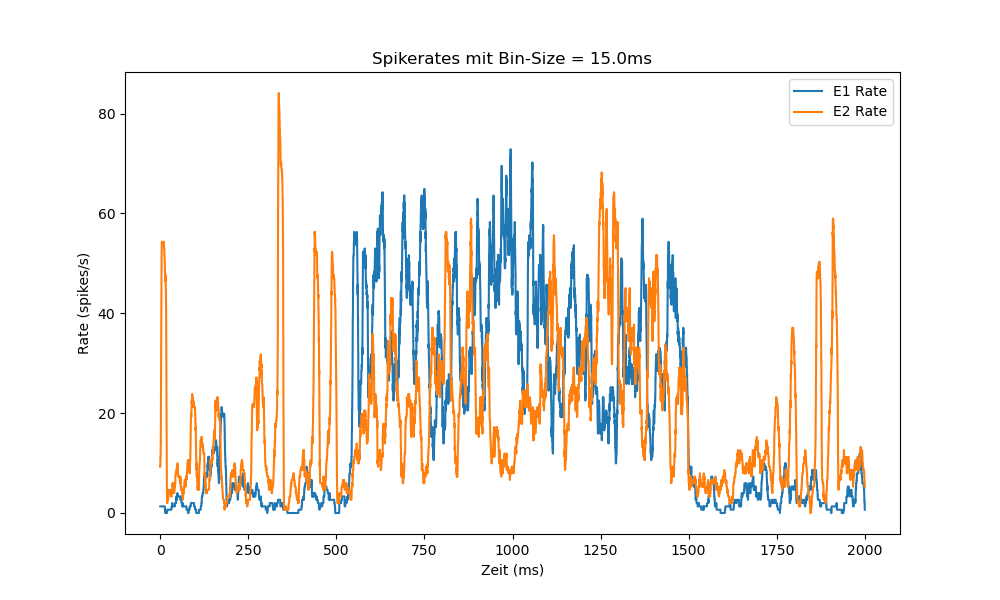 Spikerates mit Bin-Size = 15.0ms
E1 Rate
E2 Rate
80
60
40
20
0
Rate (spikes/s)
0 250 500 750 1000 1250 1500 1750 2000
Zeit (ms)